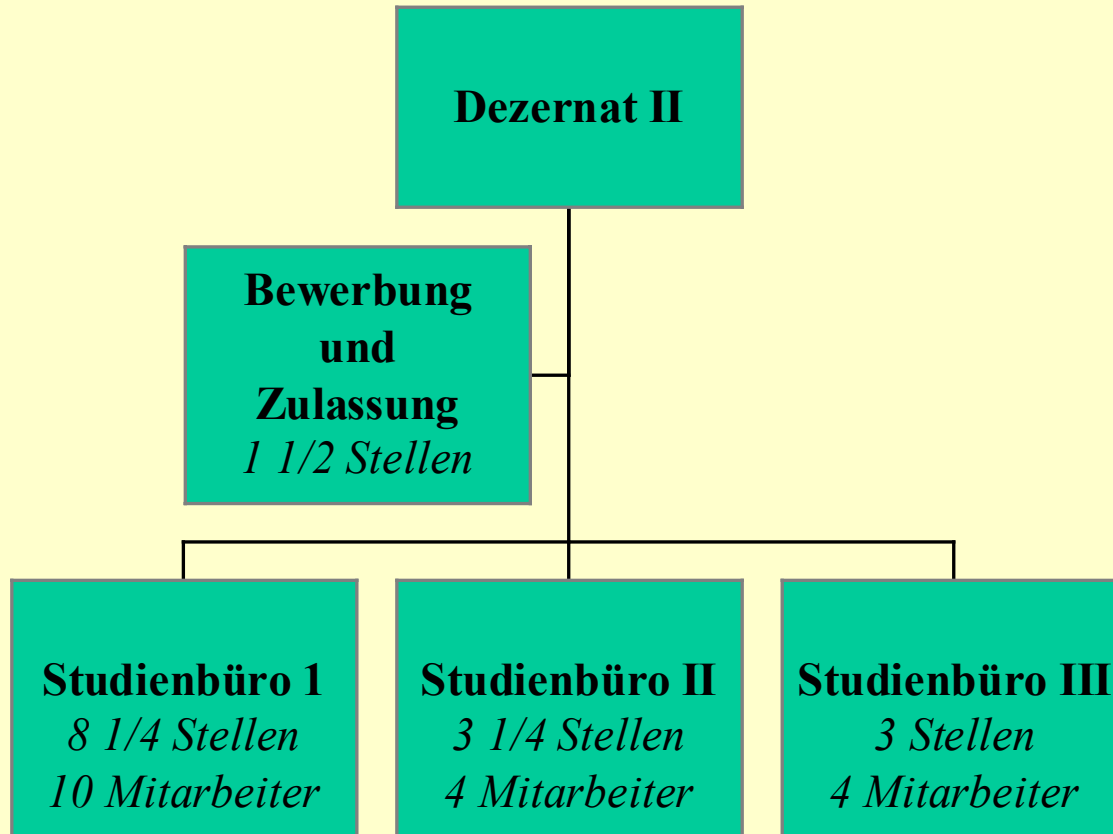 Dezernat II
Bewerbung
und
Zulassung
1 1/2 Stellen
Studienbüro 1
8 1/4 Stellen
10 Mitarbeiter
Studienbüro II
3 1/4 Stellen
4 Mitarbeiter
Studienbüro III
3 Stellen
4 Mitarbeiter